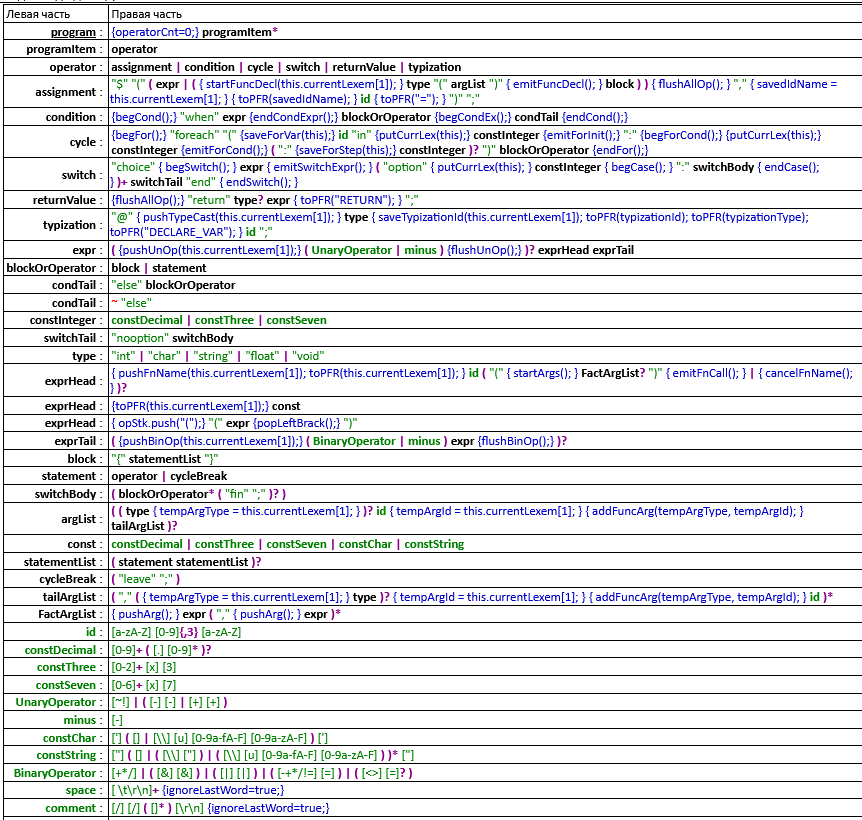 Левая часть Правая часть
program : {operatorCnt=0;} programItem*
programItem : operator
operator : assignment | condition | cycle | switch | returnValue | typization
assignment : "$" "(" ( expr | ( ( { startFuncDecl(this.currentLexem[1]); } type "(" argList ")" { emitFuncDecl(); } block ) ) { flushAllOp(); } "," { savedIdName =
this.currentLexem[1]; } { toPFR(savedIdName); } id { toPFR("="); } ")" ";"
condition : {begCond();} "when" expr {endCondExpr();} blockOrOperator {begCondEx();} condTail {endCond();}
cycle : {begFor();} "foreach" "(" {saveForVar(this);} id "in" {putCurrLex(this);} constInteger {emitForInit();} ":" {begForCond();} {putCurrLex(this);}
constInteger {emitForCond();} ( ":" {saveForStep(this);} constInteger )? ")" blockOrOperator {endFor();}
switch : "choice" { begSwitch(); } expr { emitSwitchExpr(); } ( "option" { putCurrLex(this); } constInteger { begCase(); } ":" switchBody { endCase();
} )+ switchTail "end" { endSwitch(); }
returnValue : {flushAllOp();} "return" type? expr { toPFR("RETURN"); } ";"
typization : "@" { pushTypeCast(this.currentLexem[1]); } type { saveTypizationId(this.currentLexem[1]); toPFR(typizationId); toPFR(typizationType);
toPFR("DECLARE_VAR"); } id ";"
expr : ( {pushUnOp(this.currentLexem[1]);} ( UnaryOperator | minus ) {flushUnOp();} )? exprHead exprTail
blockOrOperator : block | statement
condTail : "else" blockOrOperator
condTail : ~ "else"
constInteger : constDecimal | constThree | constSeven
switchTail : "nooption" switchBody
type : "int" | "char" | "string" | "float" | "void"
exprHead : { pushFnName(this.currentLexem[1]); toPFR(this.currentLexem[1]); } id ( "(" { startArgs(); } FactArgList? ")" { emitFnCall(); } | { cancelFnName();
} )?
exprHead : {toPFR(this.currentLexem[1]);} const
exprHead : { opStk.push("(");} "(" expr {popLeftBrack();} ")"
exprTail : ( {pushBinOp(this.currentLexem[1]);} ( BinaryOperator | minus ) expr {flushBinOp();} )?
block : "{" statementList "}"
statement : operator | cycleBreak
switchBody : ( blockOrOperator* ( "fin" ";" )? )
argList : ( ( type { tempArgType = this.currentLexem[1]; } )? id { tempArgId = this.currentLexem[1]; } { addFuncArg(tempArgType, tempArgId); }
tailArgList )?
const : constDecimal | constThree | constSeven | constChar | constString
statementList : ( statement statementList )?
cycleBreak : ( "leave" ";" )
tailArgList : ( "," ( { tempArgType = this.currentLexem[1]; } type )? { tempArgId = this.currentLexem[1]; } { addFuncArg(tempArgType, tempArgId); } id )*
FactArgList : { pushArg(); } expr ( "," { pushArg(); } expr )*
id : [a-zA-Z] [0-9]{,3} [a-zA-Z]
constDecimal : [0-9]+ ( [.] [0-9]* )?
constThree : [0-2]+ [x] [3]
constSeven : [0-6]+ [x] [7]
UnaryOperator : [~!] | ( [-] [-] | [+] [+] )
minus : [-]
constChar : ['] ( [] | [\\] [u] [0-9a-fA-F] [0-9a-zA-F] ) [']
constString : ["] ( [] | ( [\\] ["] ) | ( [\\] [u] [0-9a-fA-F] [0-9a-zA-F] ) )* ["]
BinaryOperator : [+*/] | ( [&] [&] ) | ( [|] [|] ) | ( [-+*/!=] [=] ) | ( [<>] [=]? )
space : [ \t\r\n]+ {ignoreLastWord=true;}
comment : [/] [/] ( []* ) [\r\n] {ignoreLastWord=true;}